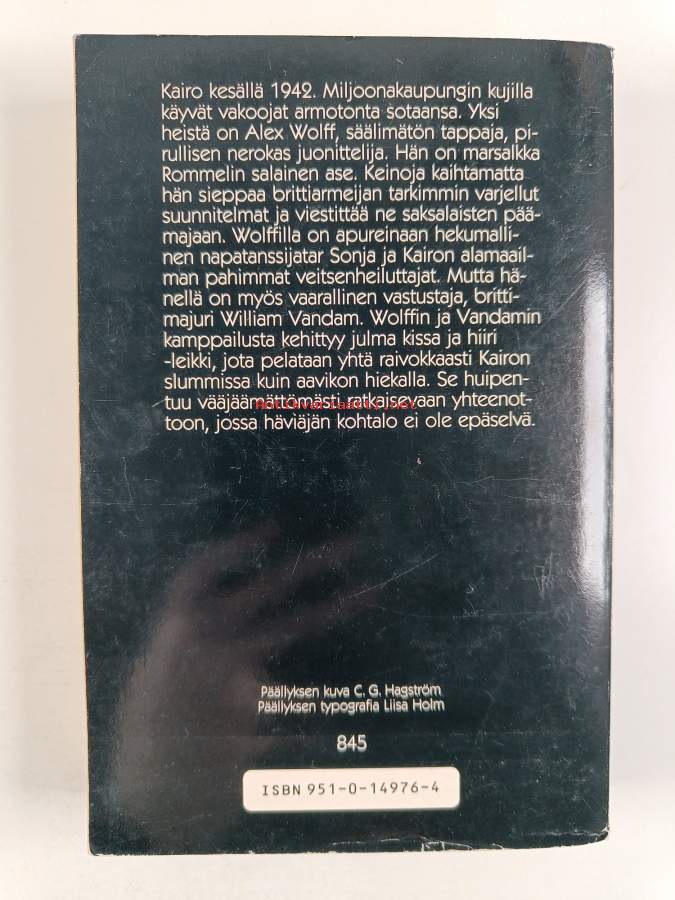 Kairo kesällä 1942. Miljoonakaupungin kujilla
käyvät vakoojat armotonta sotaansa. Yksi
heistä on Alex Wolff, säälimätön tappaja, pi-
rullisen nerokas juonittelija. Hän on marsalkka
Rommelin salainen ase. Keinoja kaihtamatta
hän sieppaa brittiarmeijan tarkimmin varjellut
suunnitelmat ja viestittää ne saksalaisten pää-
majaan. Wolffilla on apureinaan hekumalli-
nen napatanssijatar Sonja ja Kairon alamaail-
man pahimmat veitsenheiluttajat. Mutta hä-
nellä on myös vaarallinen vastustaja, britti-
majuri William Vandam. Wolffin ja Vandamin
kamppailusta kehittyy julma kissa ja hiiri
-leikki, jota pelataan yhtä raivokkaasti Kairon
slummissa kuin aavikon hiekalla. Se huipen-
tuu vääjäämättömästi ratkaisevaan yhteenot-
toon, jossa häviäjän kohtalo ei ole epäselvä.
Päällyksen kuva C. G. Hagström
Päällyksen typografia Liisa Holm
845
ISBN 951-0-14976-4